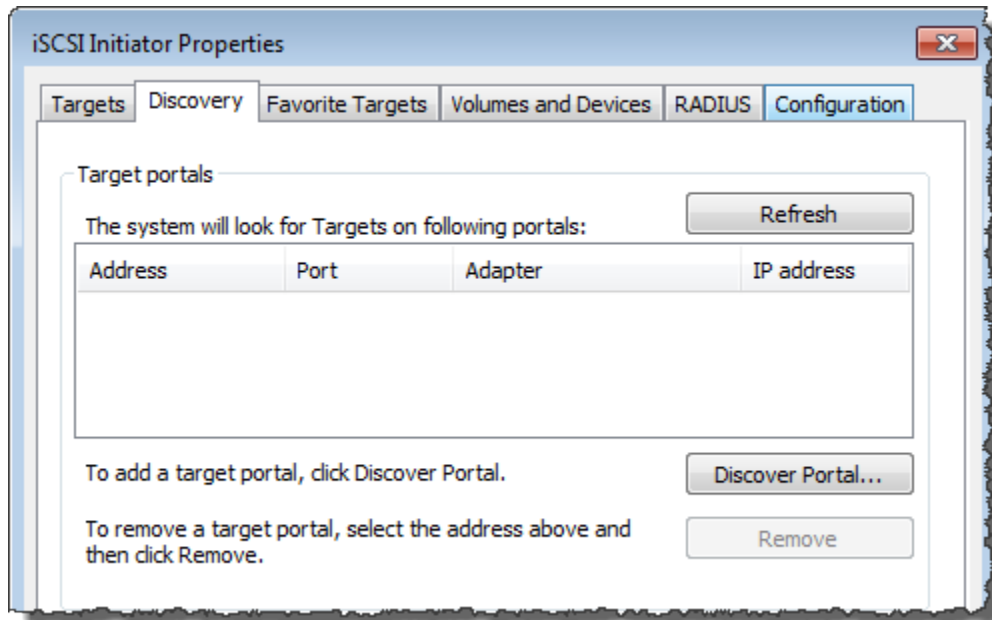 iSCSI Initiator Properties
Targets Discovery Favorite Targets Volumes and Devices RADIUS Configuration
Target portals
The system will look for Targets on following portals:
Refresh
Address Port Adapter IP address
To add a target portal, click Discover Portal.
Discover Portal...
To remove a target portal, select the address above and
then click Remove.
Remove